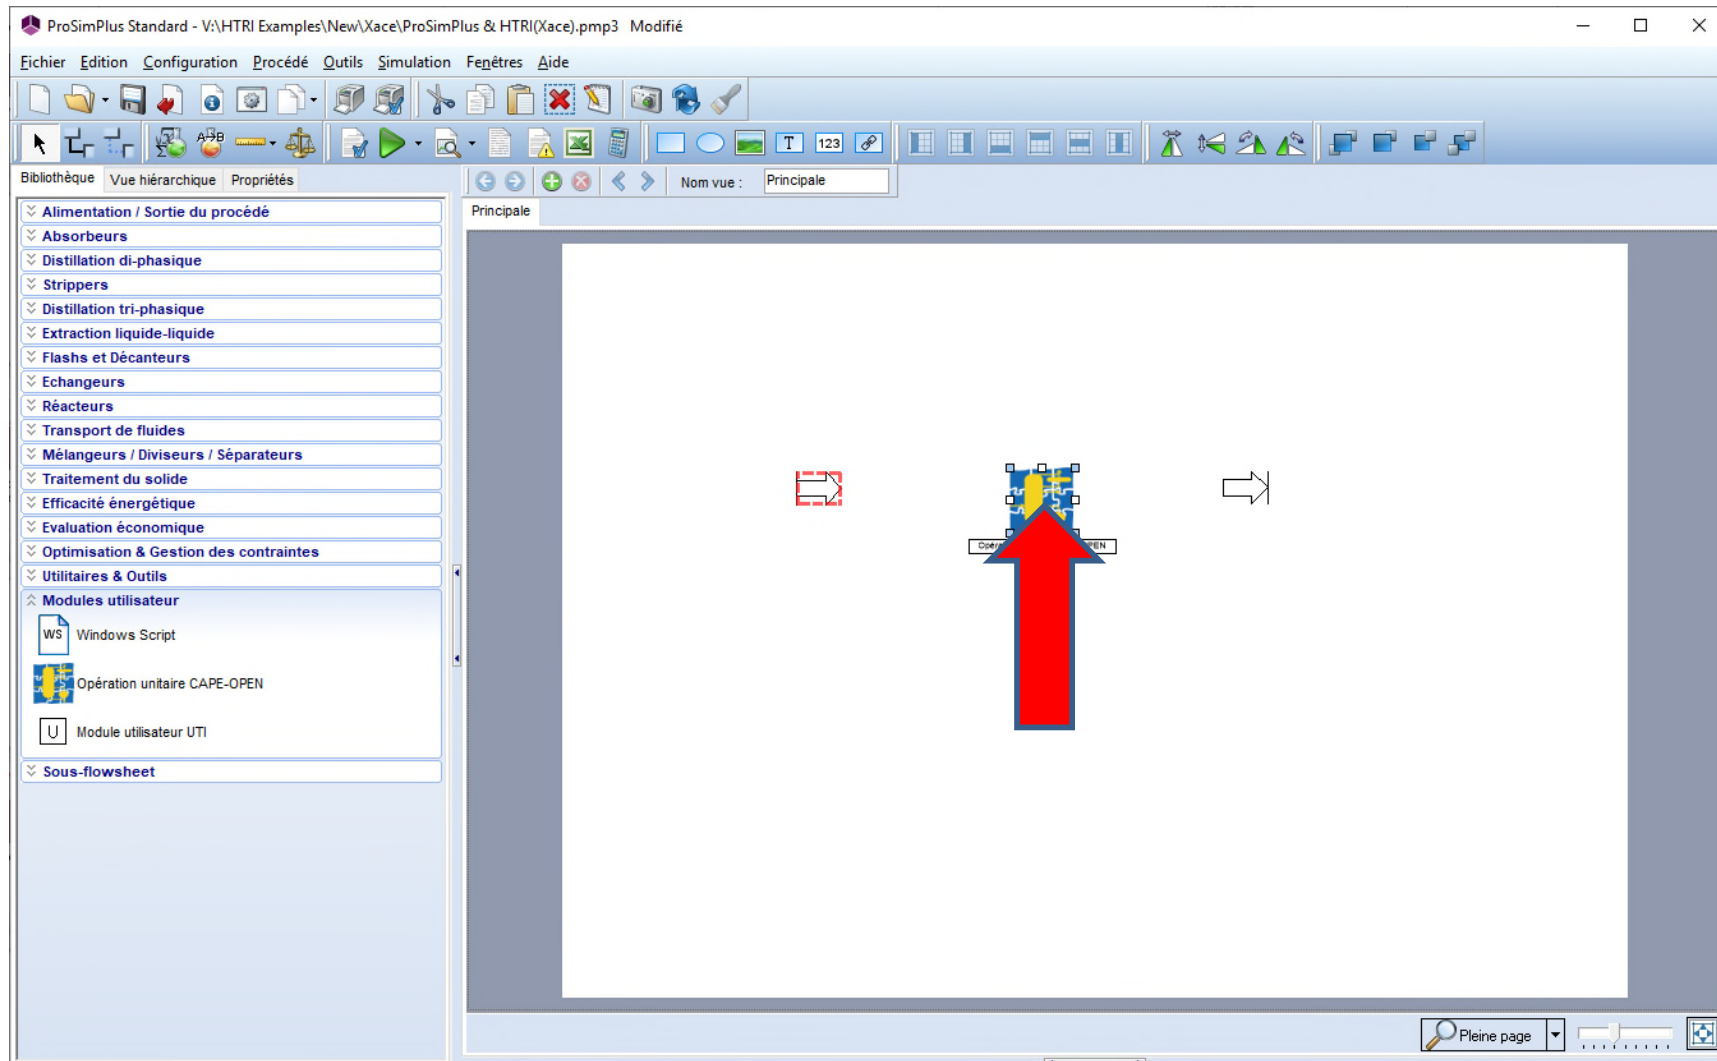 ProSimPlus Standard - V:\HTRI Examples\New\Xace\ProSimPlus & HTRI(Xace).pmp3 Modifié
Fichier Edition Configuration Procédé Outils Simulation Fenêtres Aide
A→B
T 123
Bibliothèque Vue hiérarchique Propriétés
Nom vue : Principale
Principale
Alimentation / Sortie du procédé
Absorbeurs
Distillation di-phasique
Strippers
Distillation tri-phasique
Extraction liquide-liquide
Flashs et Décanteurs
Echangeurs
Réacteurs
Transport de fluides
Mélangeurs / Diviseurs / Séparateurs
Traitement du solide
Efficacité énergétique
Evaluation économique
Optimisation & Gestion des contraintes
Utilitaires & Outils
Modules utilisateur
WS Windows Script
Opération unitaire CAPE-OPEN
U Module utilisateur UTI
Sous-flowsheet
Pleine page